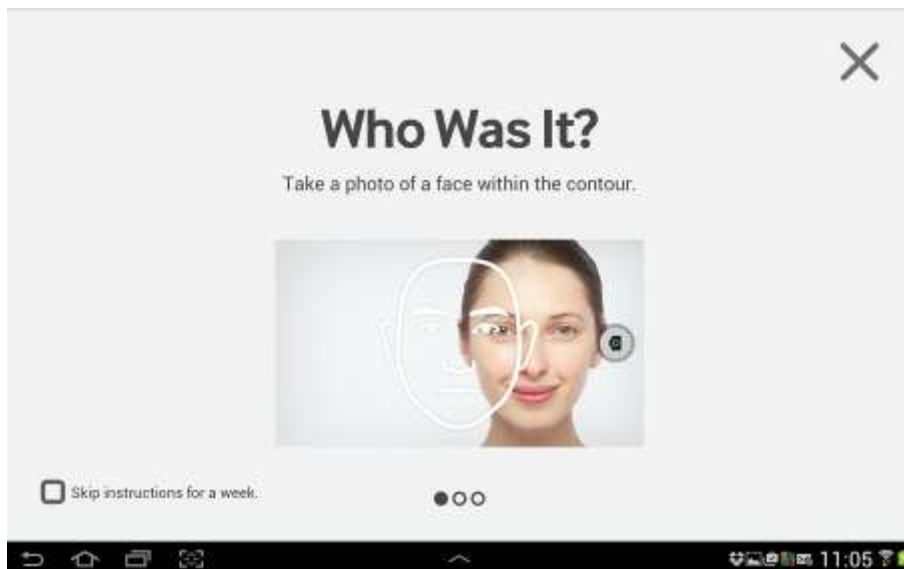 Who Was It?
Take a photo of a face within the contour.
Skip instructions for a week.
11:05